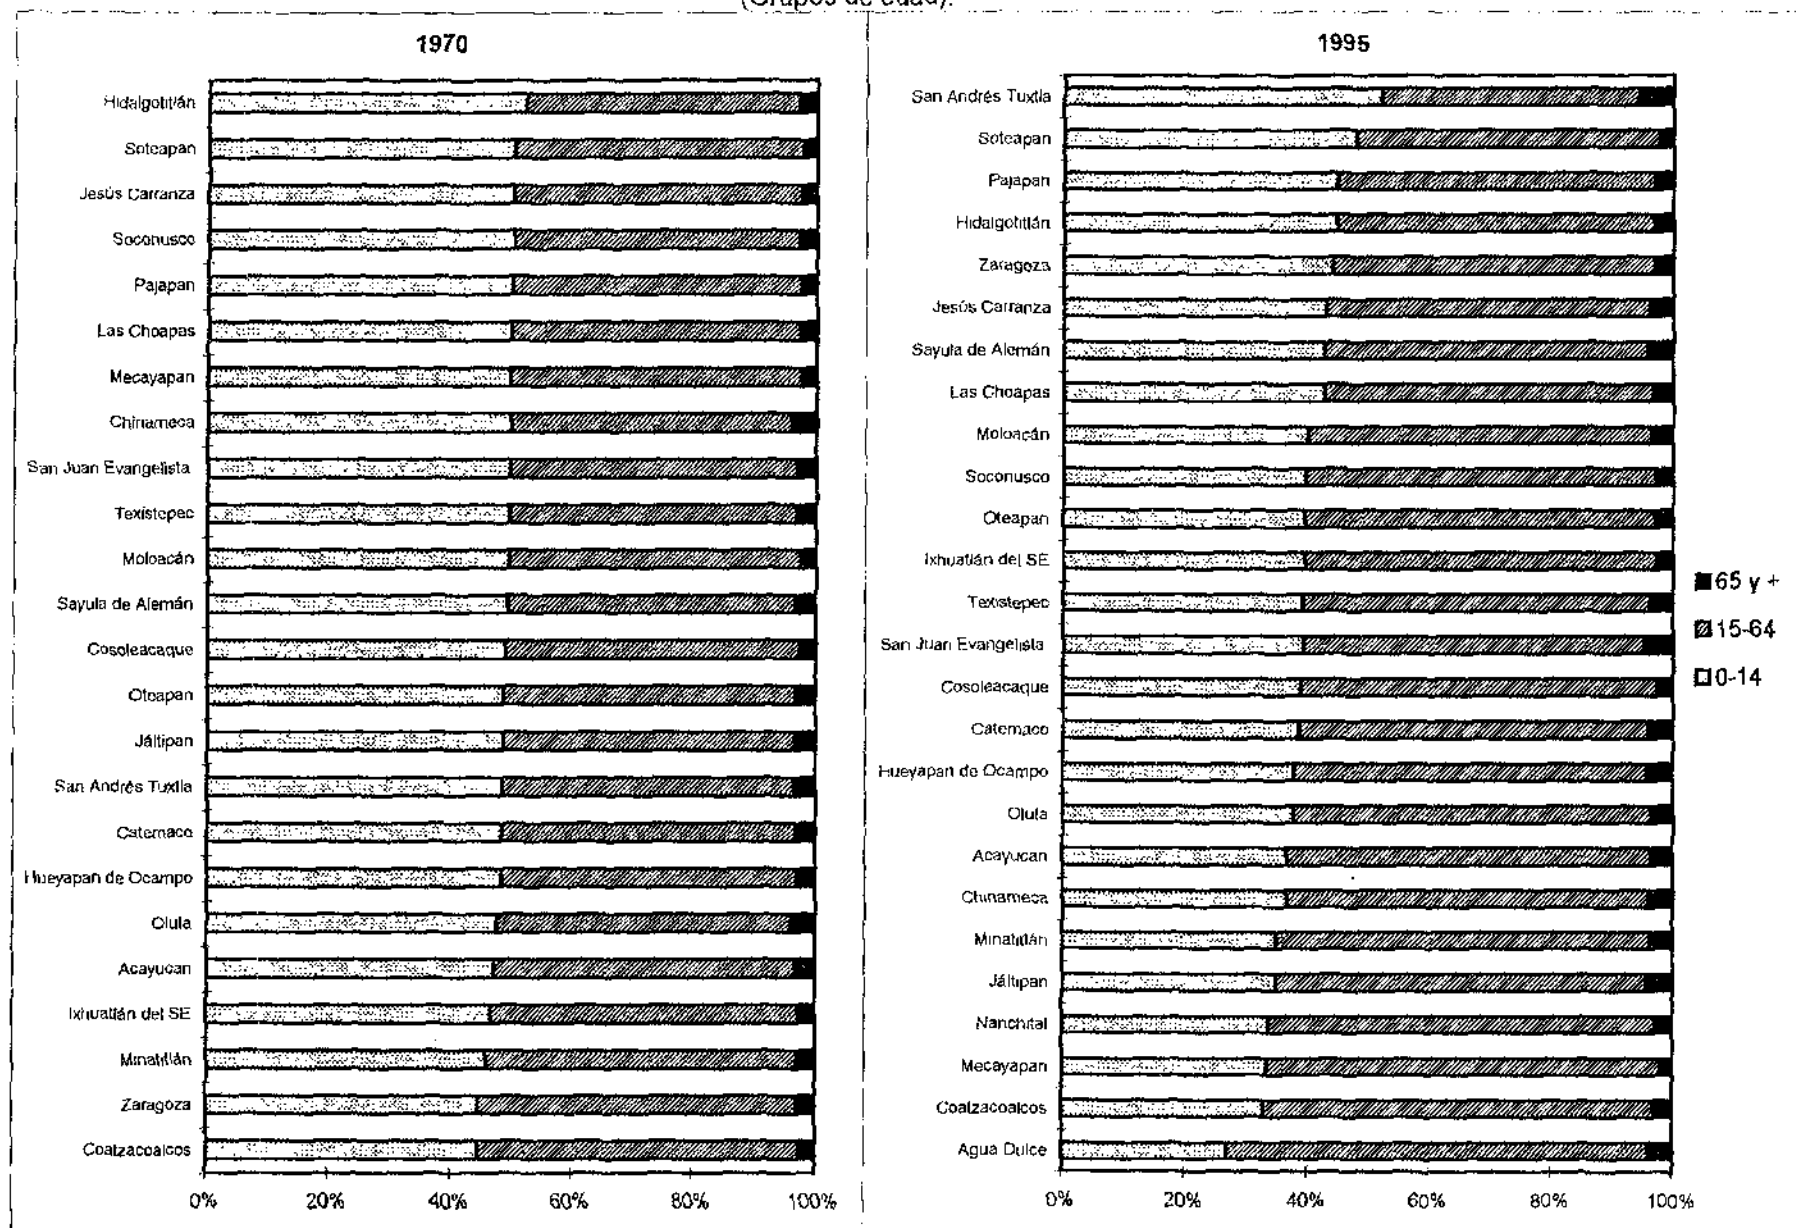 (Grupos de edad).
1970
Hidalgotitlán
Soteapan
Jesús Carranza
Soconusco
Pajapan
Las Choapas
Mecayapan
Chinameca
San Juan Evangelista
Texistepec
Moloacán
Sayula de Alemán
Cosoleacaque
Oteapan
Jáltipan
San Andrés Tuxtla
Catemaco
Hueyapan de Ocampo
Oluta
Acayucan
Ixhuatlán del SE
Minatitlán
Zaragoza
Coatzacoalcos
0% 20% 40% 60% 80% 100%
1995
San Andrés Tuxtla
Soteapan
Pajapan
Hidalgotitlán
Zaragoza
Jesús Carranza
Sayula de Alemán
Las Choapas
Moloacán
Soconusco
Oteapan
Ixhuatlán del SE
Texistepec
San Juan Evangelista
Cosoleacaque
Catemaco
Hueyapan de Ocampo
Oluta
Acayucan
Chinameca
Minatitlán
Jáltipan
Nanchital
Mecayapan
Coatzacoalcos
Agua Dulce
0% 20% 40% 60% 80% 100%
65 y +
15-64
0-14